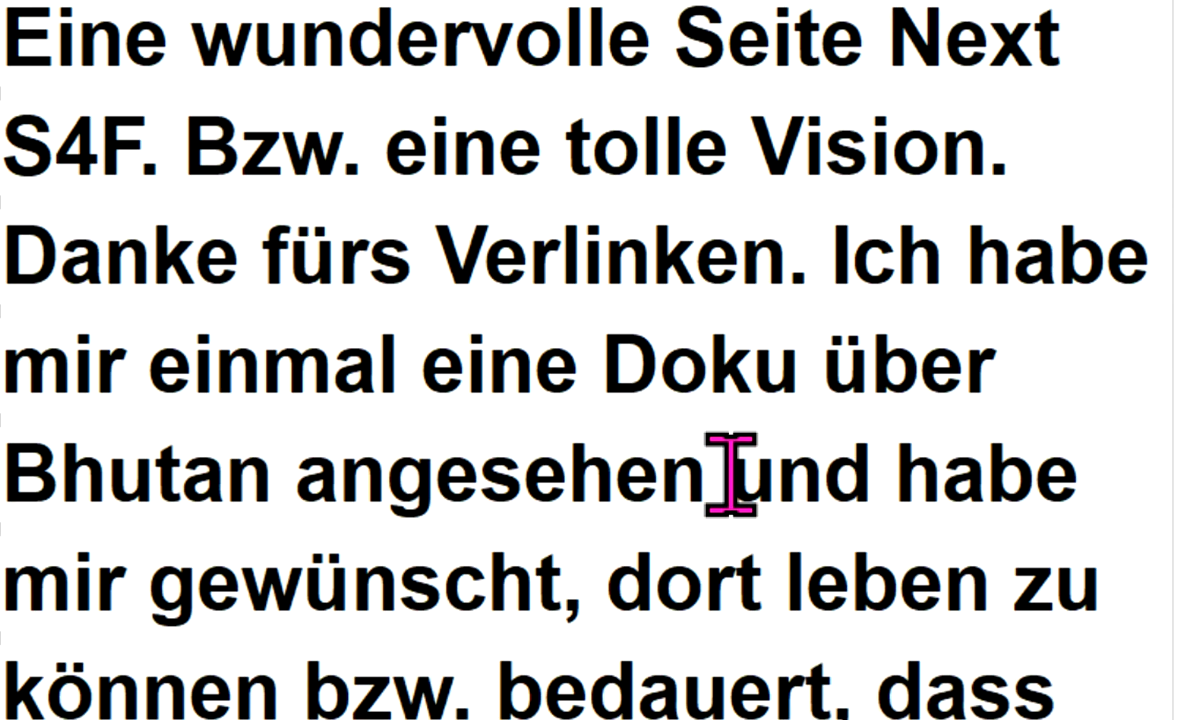 Eine wundervolle Seite Next
S4F. Bzw. eine tolle Vision.
Danke fürs Verlinken. Ich habe
mir einmal eine Doku über
Bhutan angesehen und habe
mir gewünscht, dort leben zu
können bzw. bedauert, dass